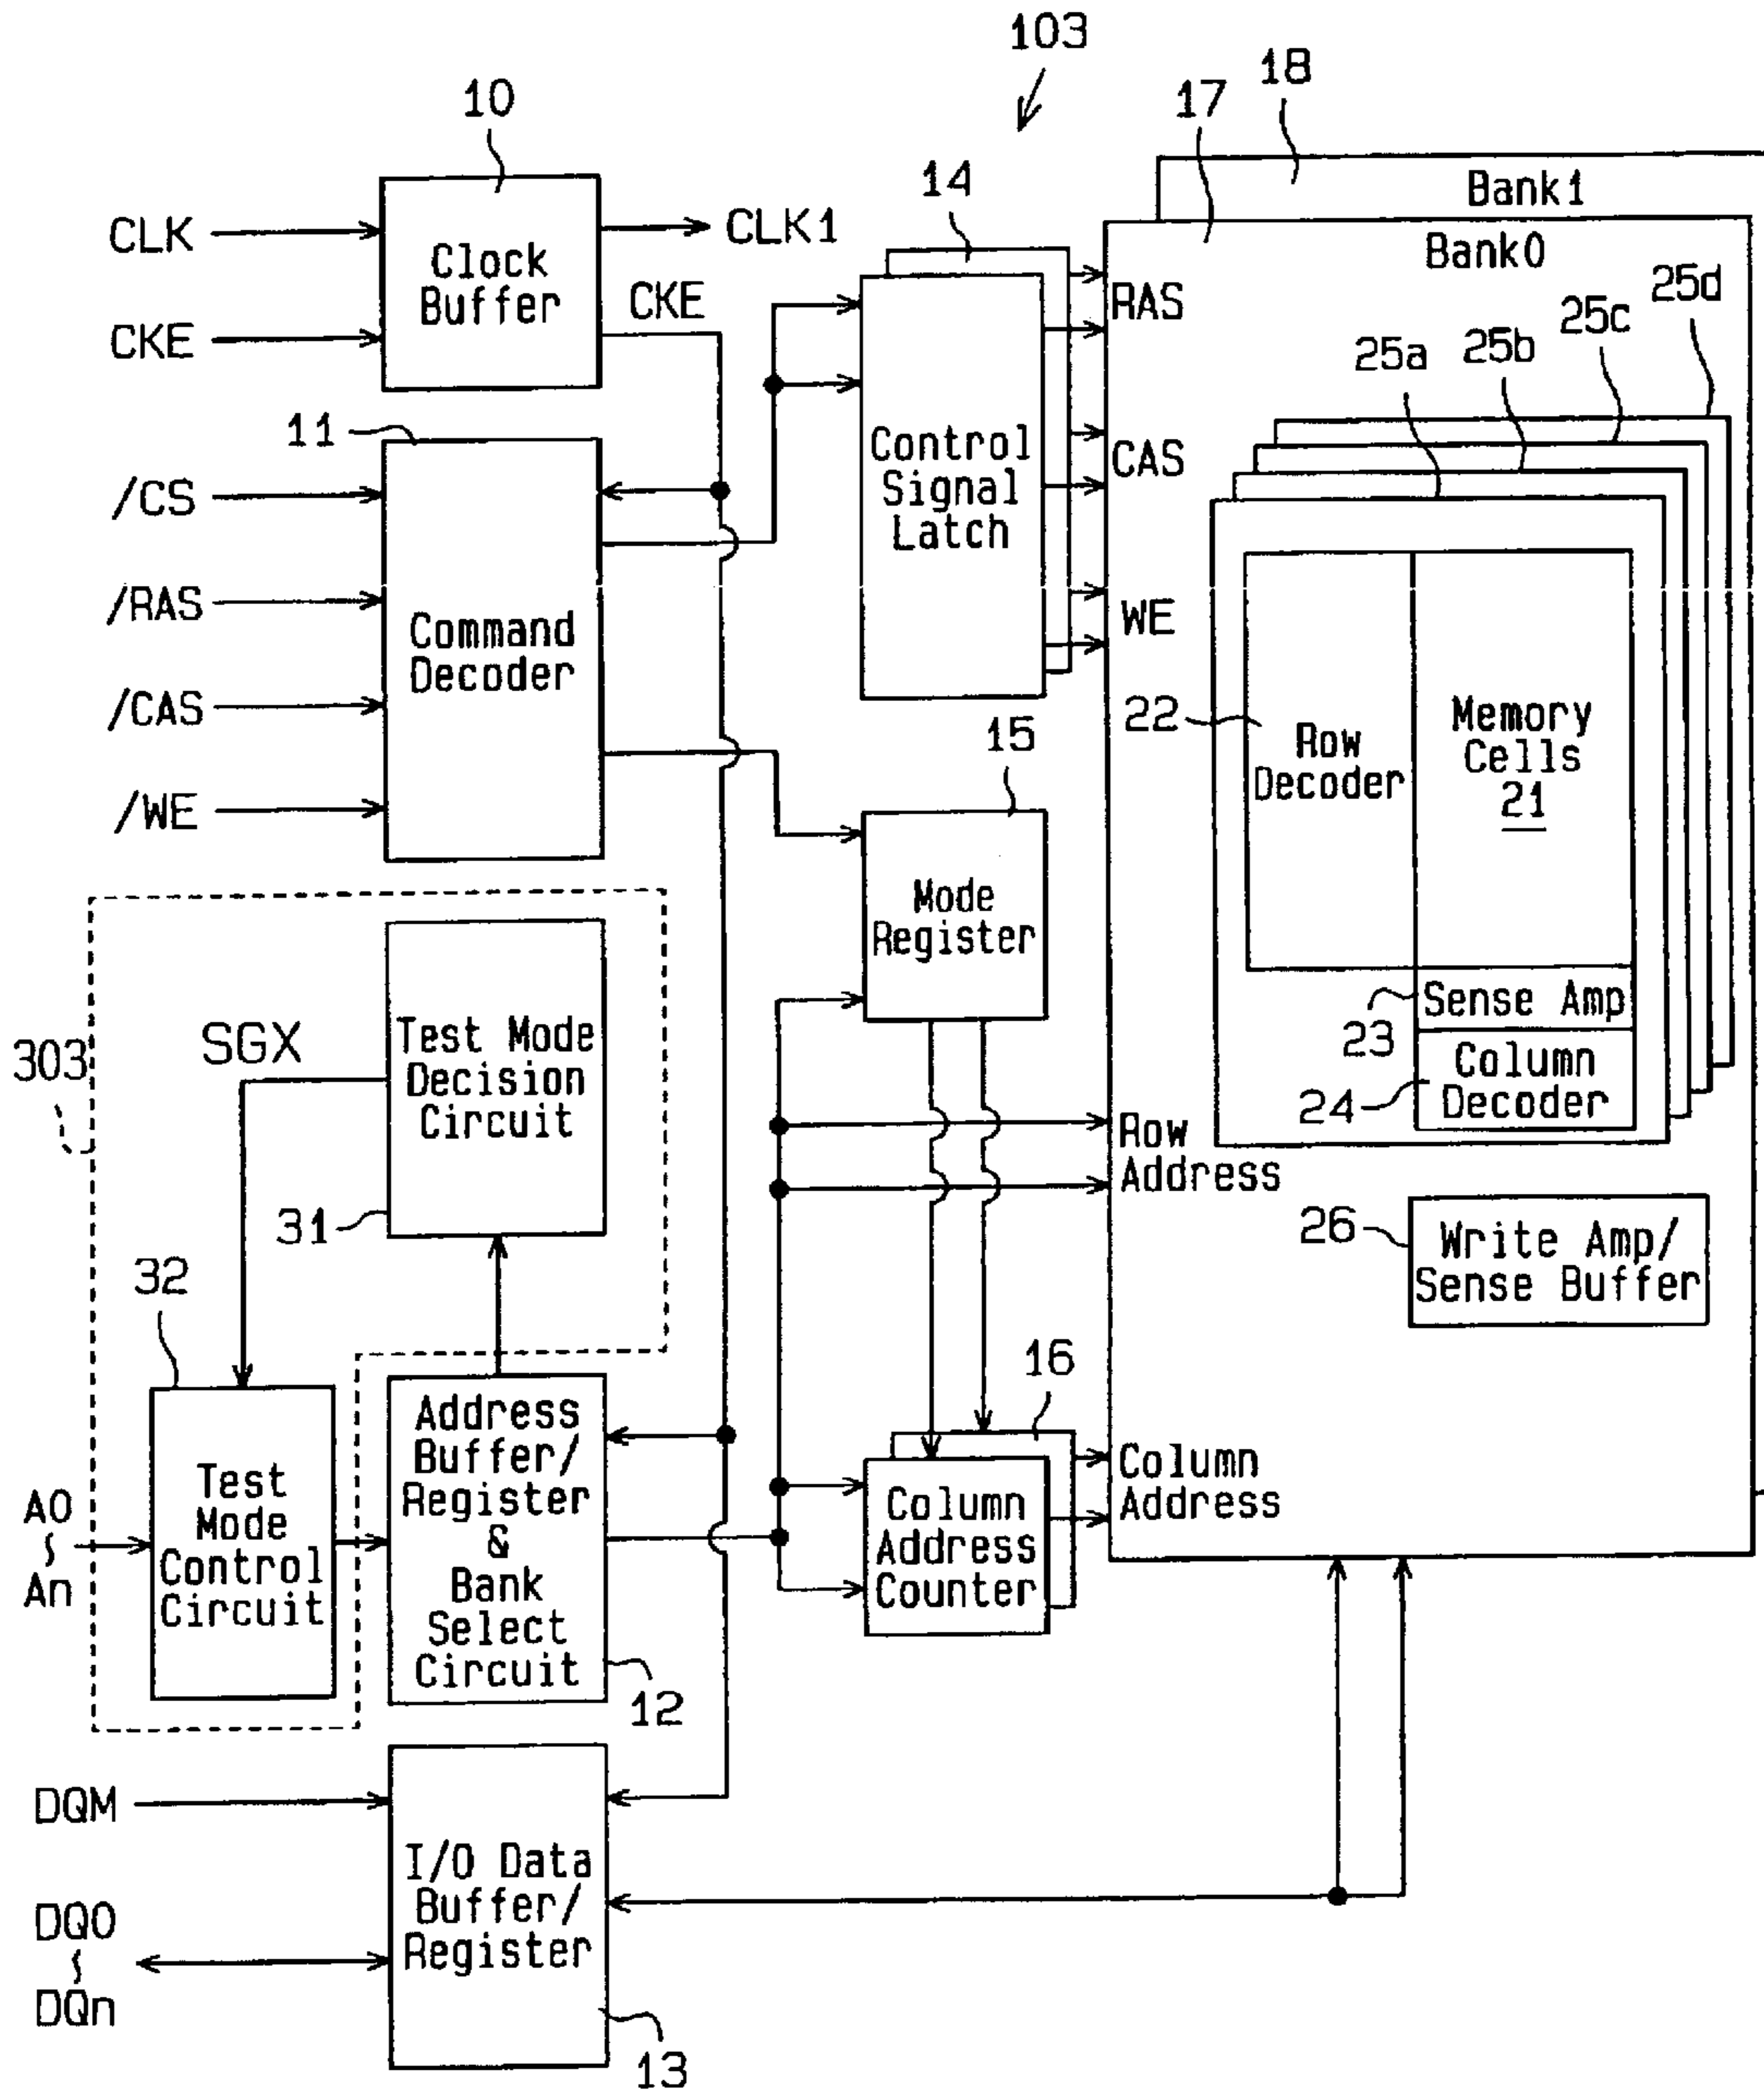 103
10
14
17
18
CLK
CKE
Clock
Buffer
CLK1
CKE
Bank1
Bank0
RAS
CAS
WE
25a
25b
25c
25d
11
/CS
/RAS
/CAS
/WE
Command
Decoder
Control
Signal
Latch
22
Row
Decoder
Memory
Cells
21
23
Sense Amp
24
Column
Decoder
15
Mode
Register
303
SGX
Test Mode
Decision
Circuit
31
Row
Address
26
Write Amp/
Sense Buffer
32
A0
An
Test
Mode
Control
Circuit
Address
Buffer/
Register
&
Bank
Select
Circuit
12
16
Column
Address
Counter
Column
Address
DQM
DQ0
DQn
I/O Data
Buffer/
Register
13